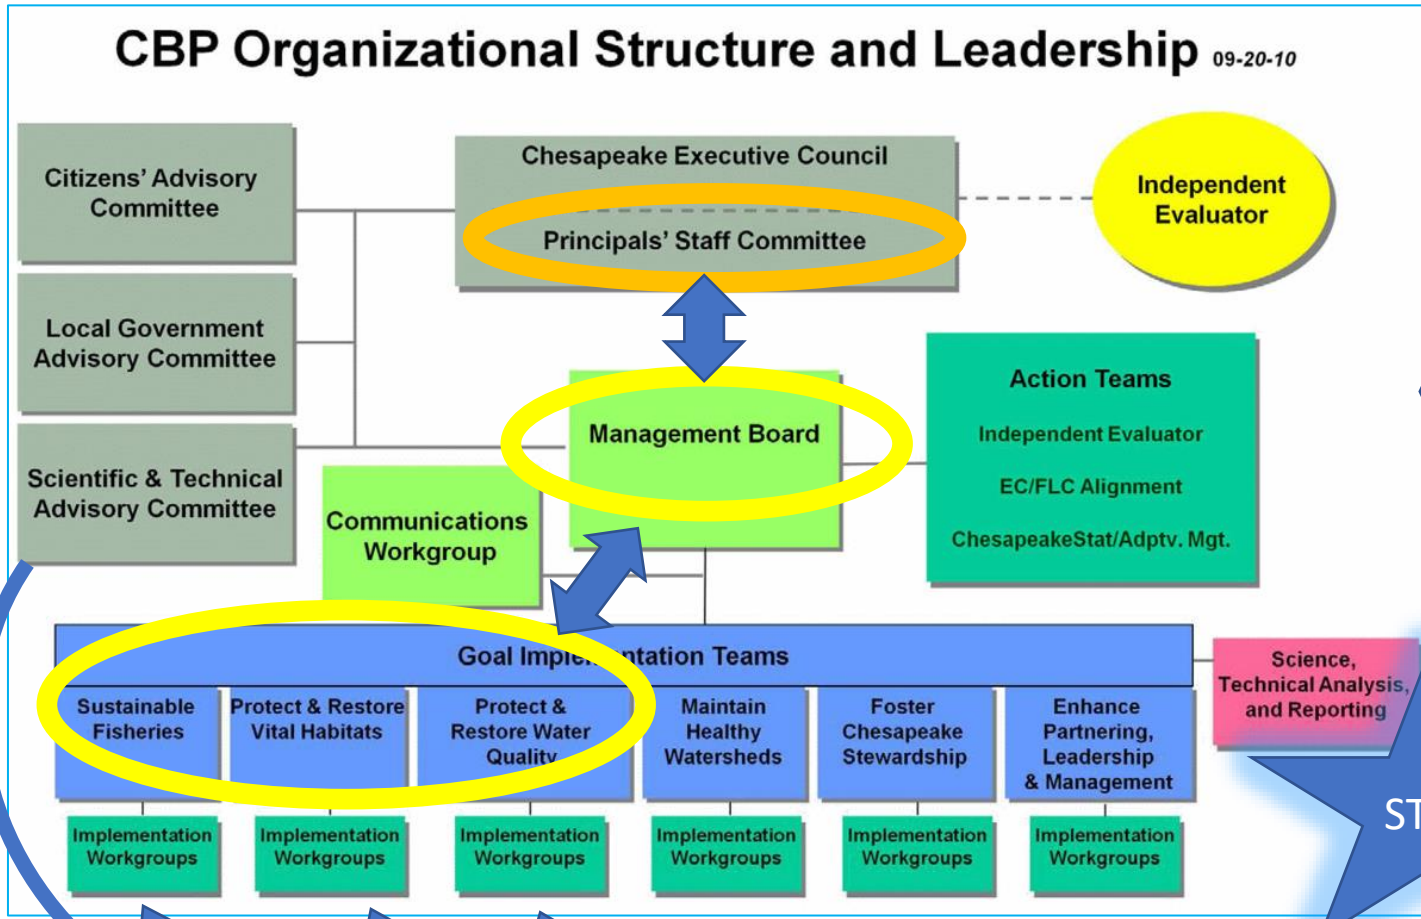 CBP Organizational Structure and Leadership 09-20-10
Citizens' Advisory
Committee
Chesapeake Executive Council
Principals' Staff Committee
Independent
Evaluator
Local Government
Advisory Committee
Management Board
Action Teams
Independent Evaluator
EC/FLC Alignment
ChesapeakeStat/Adptv. Mgt.
Scientific & Technical
Advisory Committee
Communications
Workgroup
Goal Implementation Teams
Sustainable
Fisheries
Protect & Restore
Vital Habitats
Protect &
Restore Water
Quality
Maintain
Healthy
Watersheds
Foster
Chesapeake
Stewardship
Enhance
Partnering,
Leadership
& Management
Science,
Technical Analysis,
and Reporting
Implementation
Workgroups
Implementation
Workgroups
Implementation
Workgroups
Implementation
Workgroups
Implementation
Workgroups
Implementation
Workgroups
ST